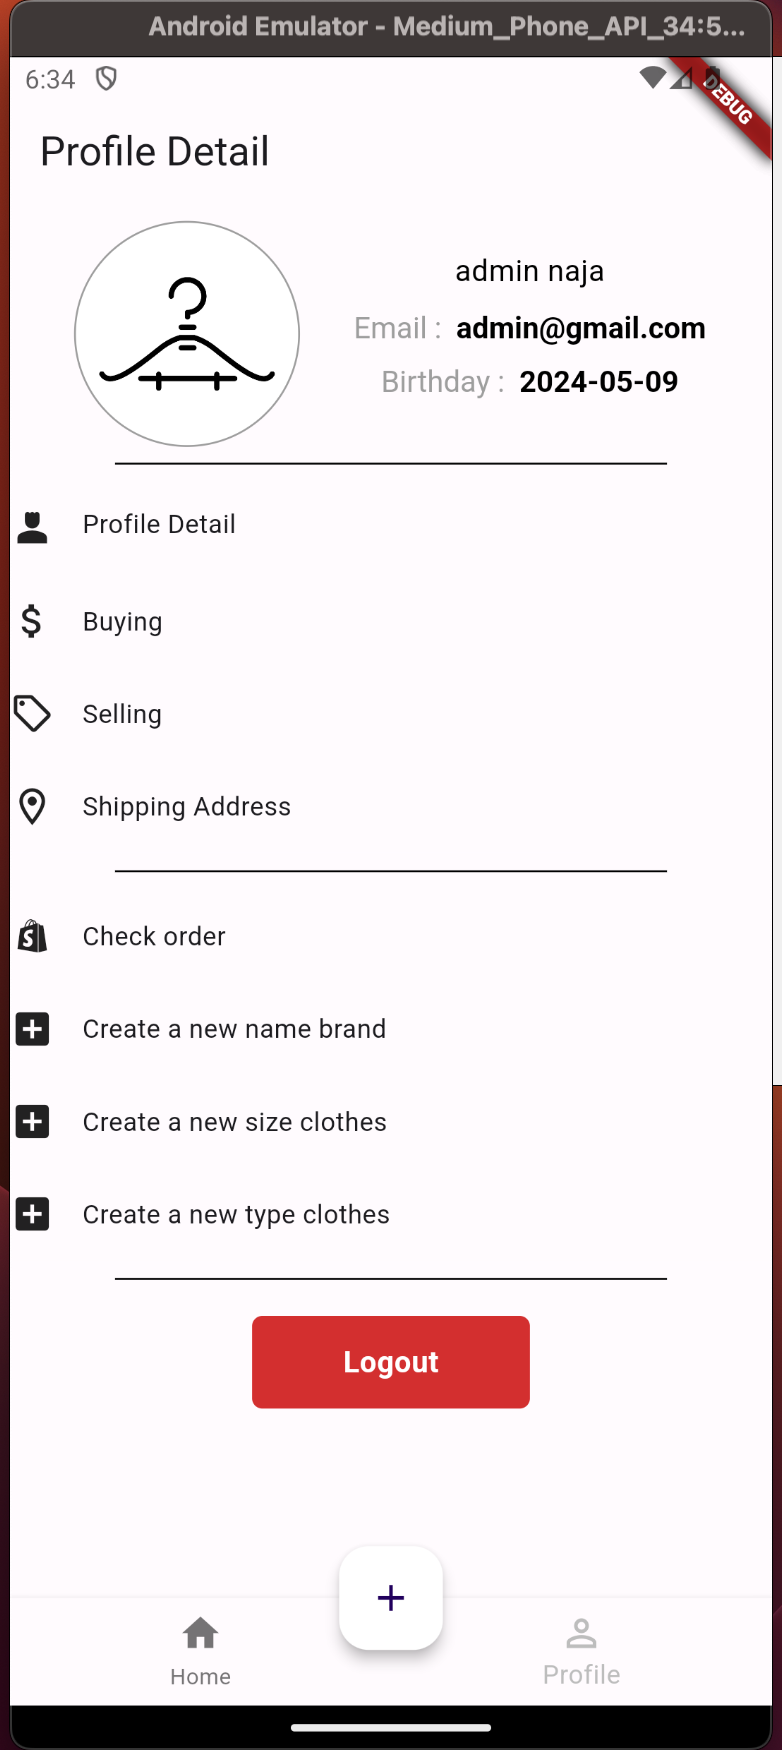 Android Emulator - Medium_Phone_API_34:5...
6:34
DEBUG
Profile Detail
admin naja
Email : admin@gmail.com
Birthday : 2024-05-09
Profile Detail
Buying
Selling
Shipping Address
Check order
Create a new name brand
Create a new size clothes
Create a new type clothes
Logout
Home
Profile